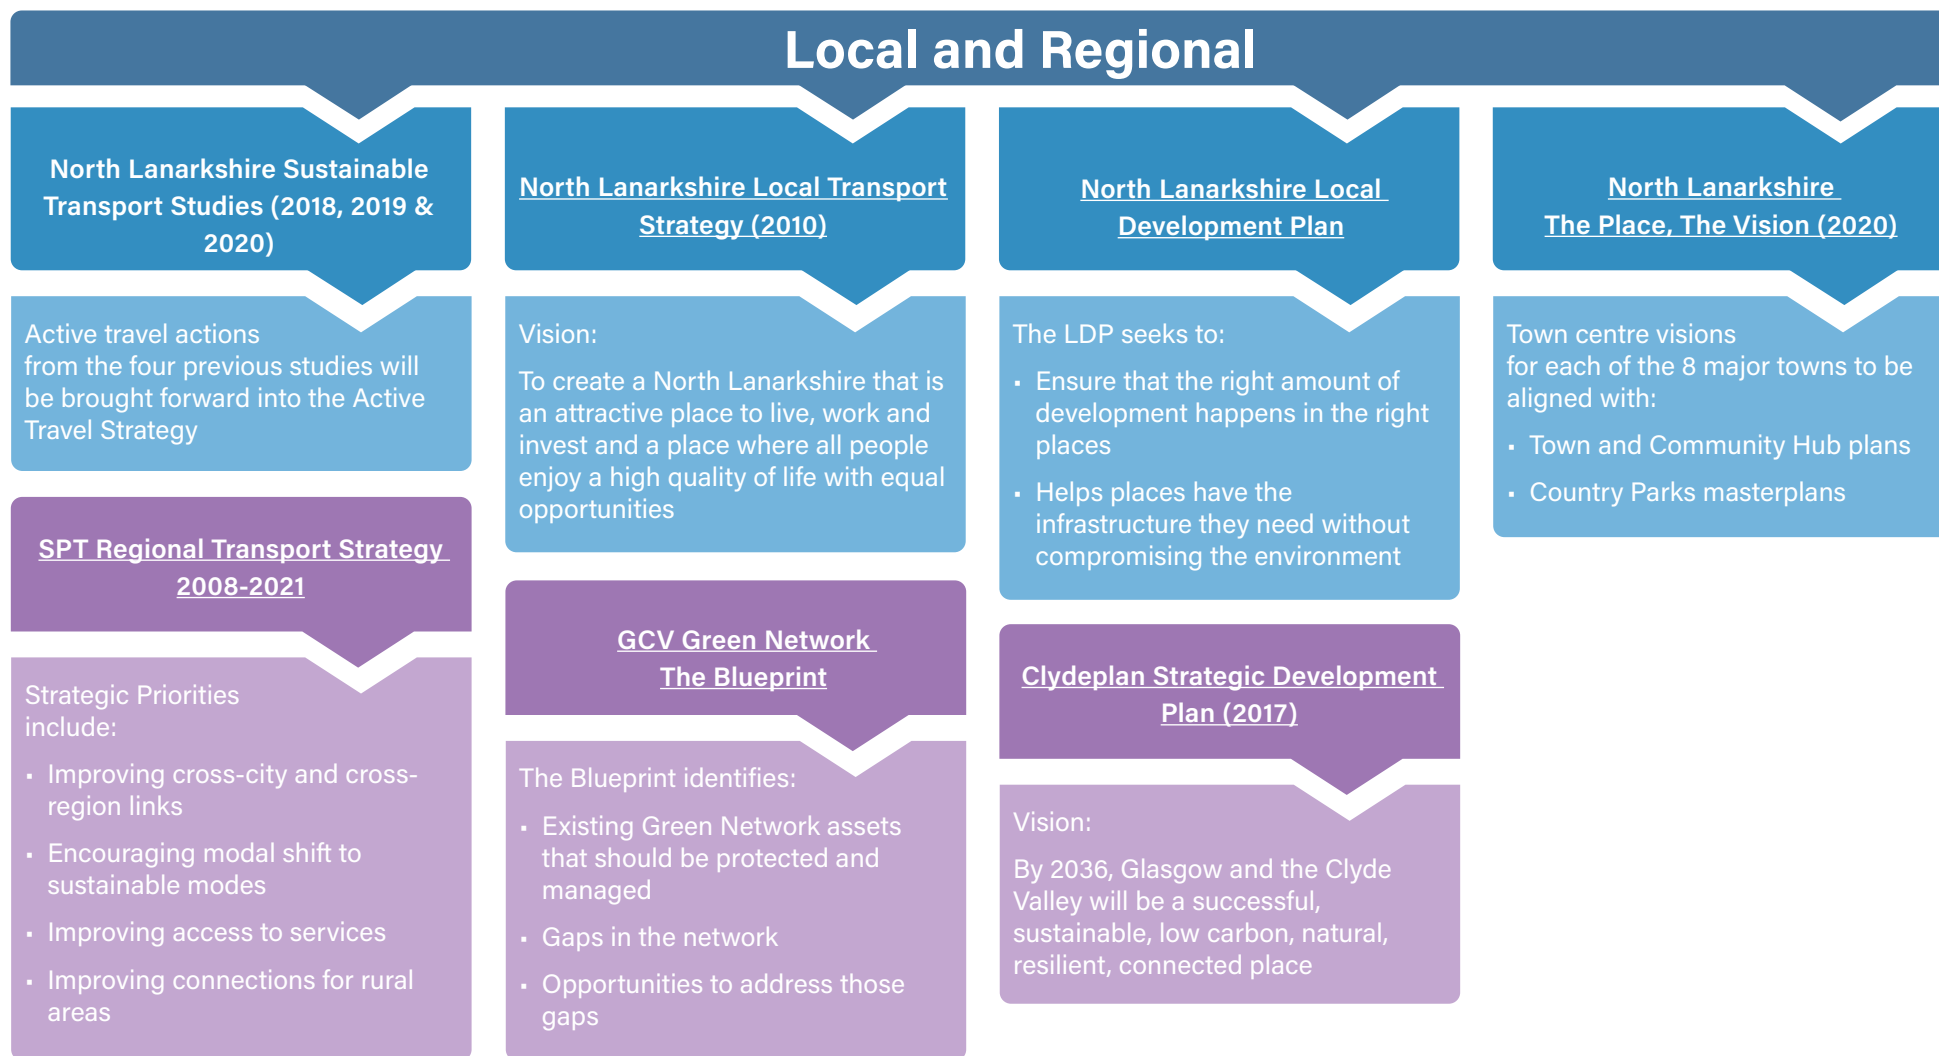 Local and Regional
North Lanarkshire Sustainable
Transport Studies (2018, 2019 &
2020)
Active travel actions
from the four previous studies will
be brought forward into the Active
Travel Strategy
SPT Regional Transport Strategy
2008-2021
Strategic Priorities
include:
▪ Improving cross-city and cross-
region links
▪ Encouraging modal shift to
sustainable modes
▪ Improving access to services
▪ Improving connections for rural
areas
North Lanarkshire Local Transport
Strategy (2010)
Vision:
To create a North Lanarkshire that is
an attractive place to live, work and
invest and a place where all people
enjoy a high quality of life with equal
opportunities
GCV Green Network
The Blueprint
The Blueprint identifies:
▪ Existing Green Network assets
that should be protected and
managed
▪ Gaps in the network
▪ Opportunities to address those
gaps
North Lanarkshire Local
Development Plan
The LDP seeks to:
▪ Ensure that the right amount of
development happens in the right
places
▪ Helps places have the
infrastructure they need without
compromising the environment
Clydeplan Strategic Development
Plan (2017)
Vision:
By 2036, Glasgow and the Clyde
Valley will be a successful,
sustainable, low carbon, natural,
resilient, connected place
North Lanarkshire
The Place, The Vision (2020)
Town centre visions
for each of the 8 major towns to be
aligned with:
▪ Town and Community Hub plans
▪ Country Parks masterplans